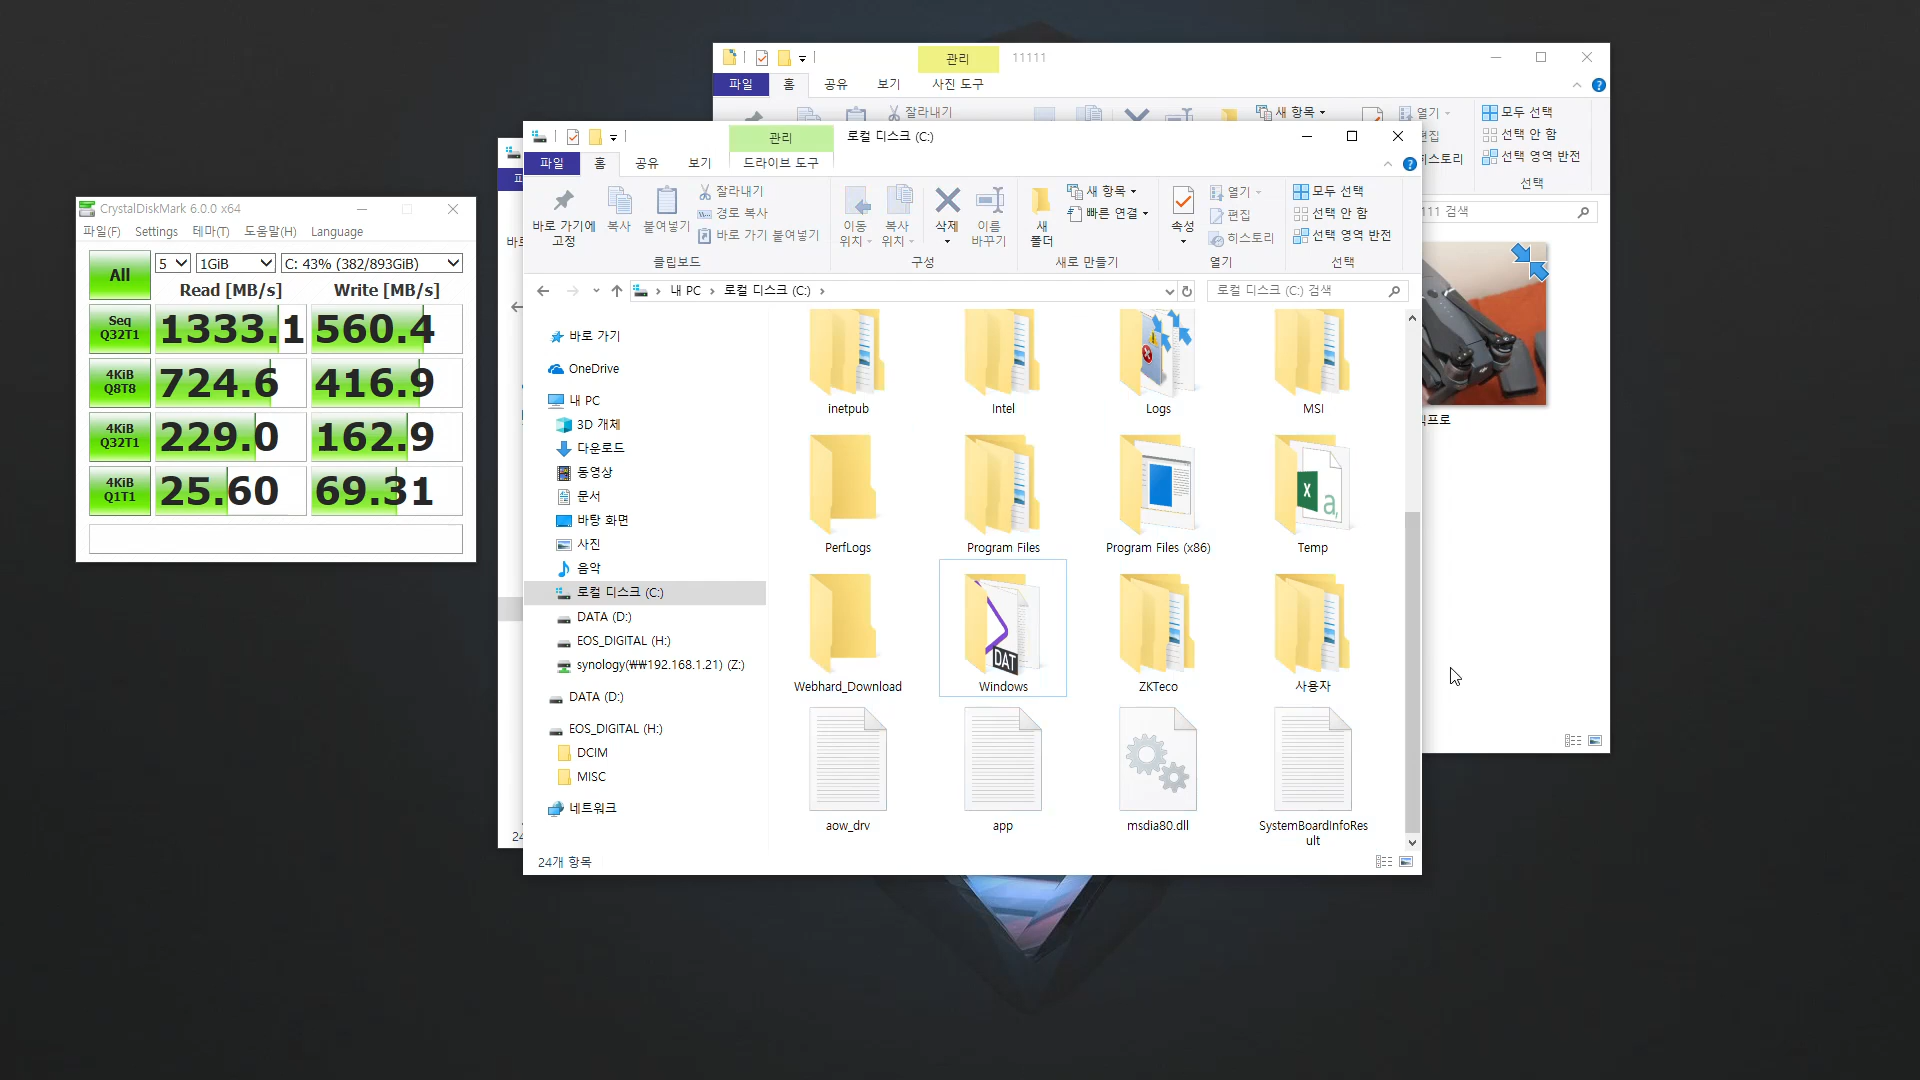 관리
11111
파일
홈
공유
보기
사진 도구
잘라내기
새 항목
열기
모두 선택
선택 안 함
히스토리
선택 영역 반전
선택
111 검색
관리
로컬 디스크 (C:)
파일
홈
공유
보기
드라이브 도구
바로 가기에
고정
복사
붙여넣기
잘라내기
경로 복사
바로 가기 붙여넣기
클립보드
이동
위치
복사
위치
삭제
이름
바꾸기
구성
새
폴더
새 항목
빠른 연결
새로 만들기
속성
열기
편집
히스토리
열기
모두 선택
선택 안 함
선택 영역 반전
선택
내 PC
로컬 디스크 (C:)
로컬 디스크 (C:) 검색
바로 가기
OneDrive
내 PC
3D 개체
다운로드
동영상
문서
바탕 화면
사진
음악
로컬 디스크 (C:)
DATA (D:)
EOS_DIGITAL (H:)
synology(₩₩192.168.1.21) (Z:)
DATA (D:)
EOS_DIGITAL (H:)
DCIM
MISC
네트워크
inetpub
Intel
Logs
MSI
PerfLogs
Program Files
Program Files (x86)
Temp
Webhard_Download
DAT
Windows
ZKTeco
사용자
aow_drv
app
msdia80.dll
SystemBoardInfoRes
ult
24개 항목
CrystalDiskMark 6.0.0 x64
파일(F) Settings 테마(T) 도움말(H) Language
All 5 1GiB C: 43% (382/893GiB)
Read [MB/s] Write [MB/s]
Seq
Q32T1
1333.1 560.4
4KiB
Q8T8
724.6 416.9
4KiB
Q32T1
229.0 162.9
4KiB
Q1T1
25.60 69.31